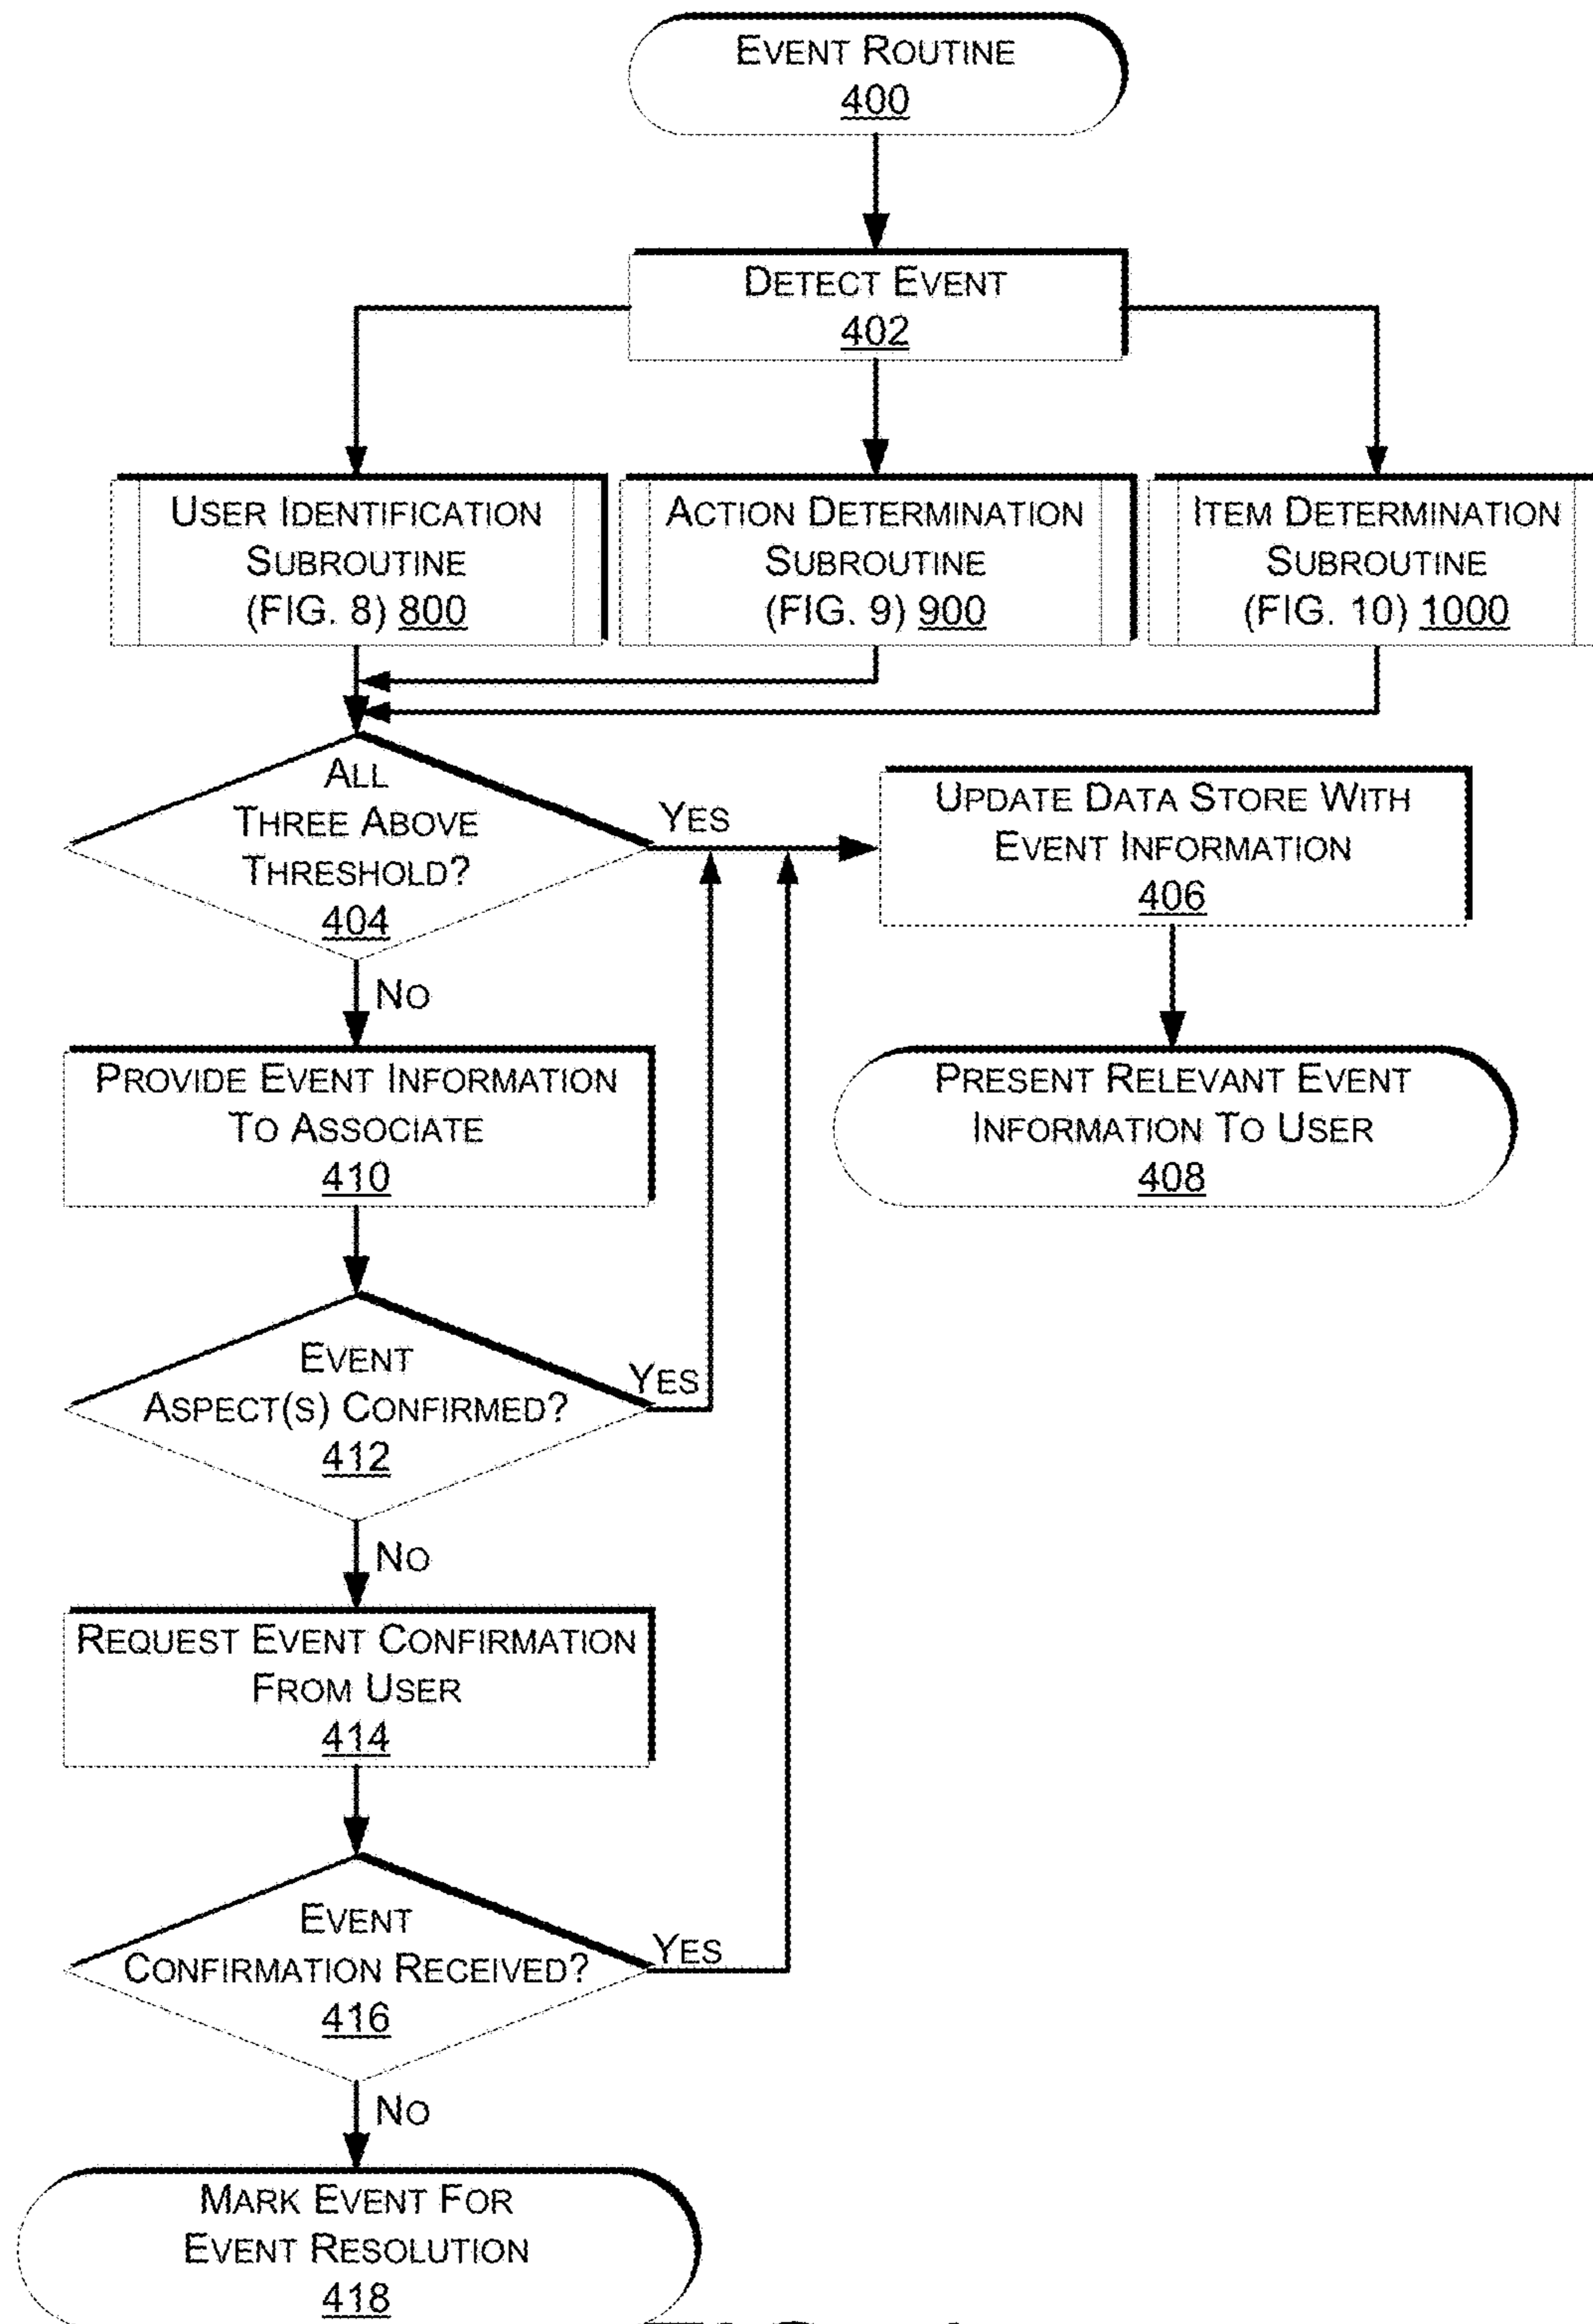 EVENT ROUTINE
400
DETECT EVENT
402
USER IDENTIFICATION
SUBROUTINE
(FIG. 8) 800
ACTION DETERMINATION
SUBROUTINE
(FIG. 9) 900
ITEM DETERMINATION
SUBROUTINE
(FIG. 10) 1000
ALL
THREE ABOVE
THRESHOLD?
404
YES
UPDATE DATA STORE WITH
EVENT INFORMATION
406
NO
PROVIDE EVENT INFORMATION
TO ASSOCIATE
410
PRESENT RELEVANT EVENT
INFORMATION TO USER
408
EVENT
ASPECT(S) CONFIRMED?
412
YES
NO
REQUEST EVENT CONFIRMATION
FROM USER
414
EVENT
CONFIRMATION RECEIVED?
416
YES
NO
MARK EVENT FOR
EVENT RESOLUTION
418